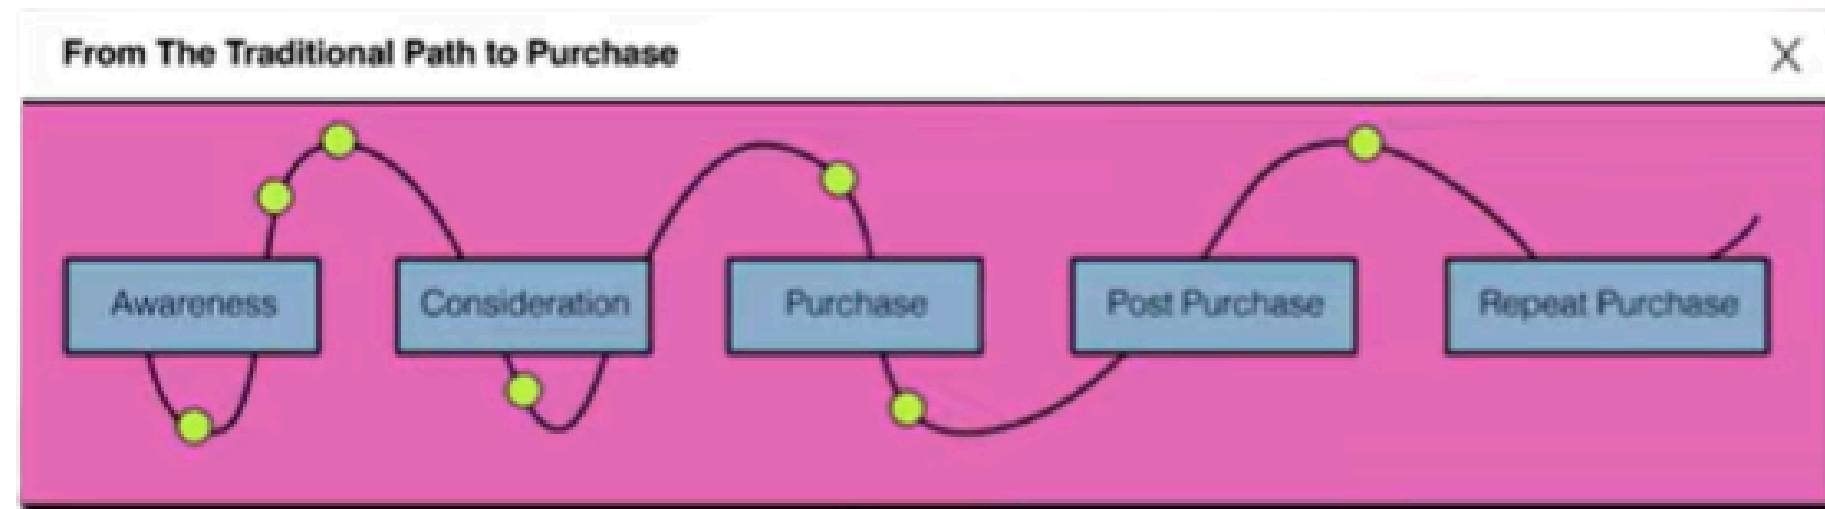 From The Traditional Path to Purchase
X
Awareness
Consideration
Purchase
Post Purchase
Repeat Purchase